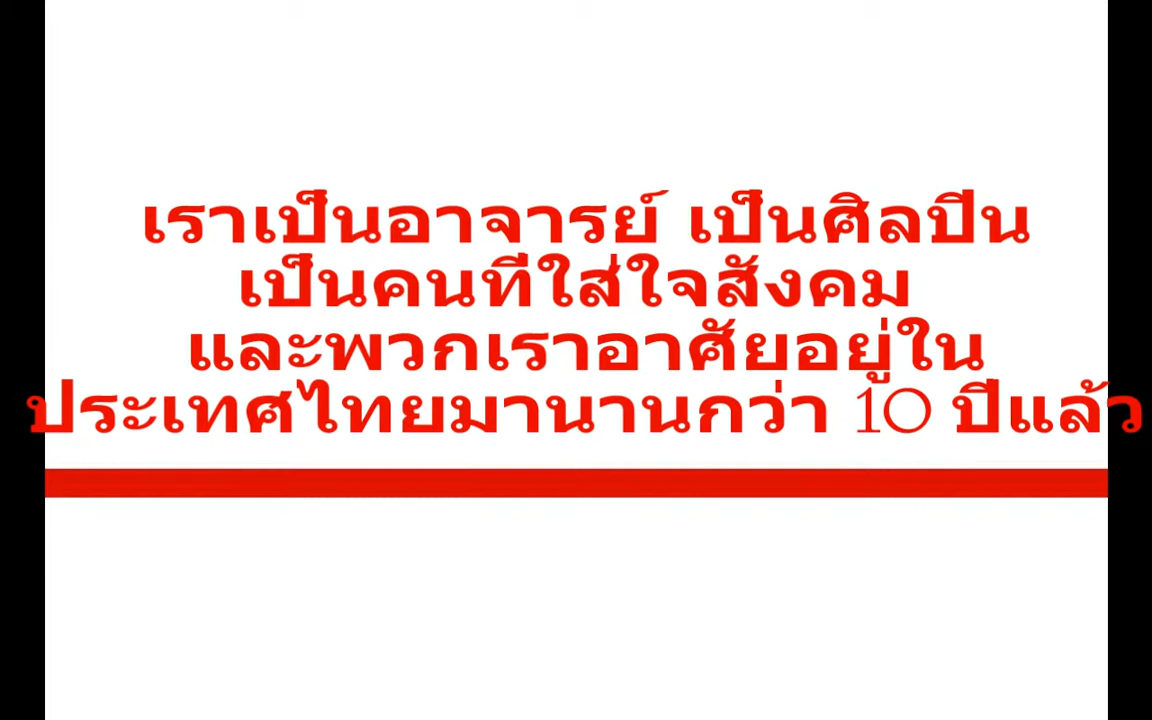 เราเป็นอาจารย์ เป็นศิลปิน
เป็นคนที่ใส่ใจสังคม
และพวกเราอาศัยอยู่ใน
ประเทศไทยมานานกว่า 10 ปีแล้ว